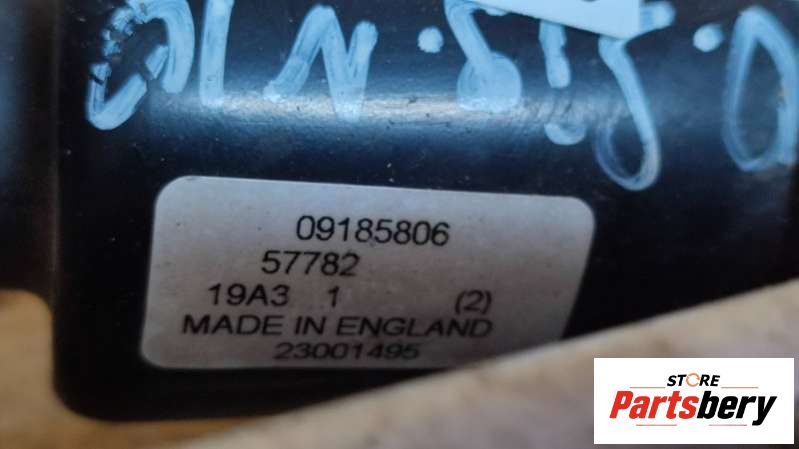 09185806
57782
19A3 1 (2)
MADE IN ENGLAND
23001495
STORE
Partsbery